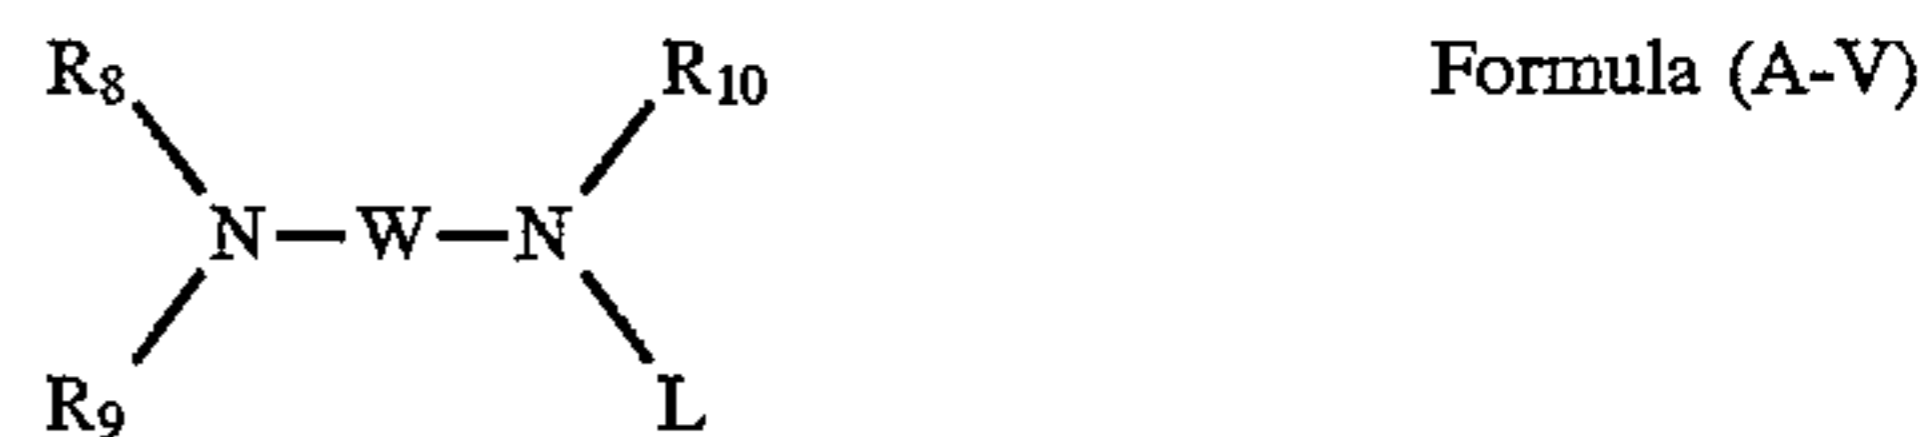 R8 R10 Formula (A-V)
N—W—N
R9 L